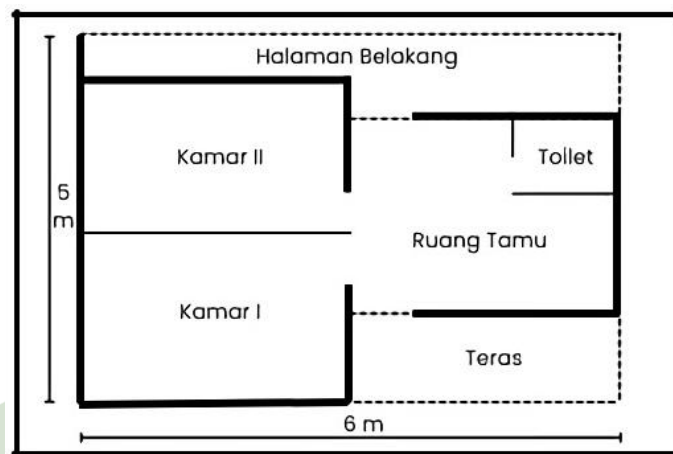 Halaman Belakang
Kamar II
Toilet
5
m
Ruang Tamu
Kamar I
Teras
6 m